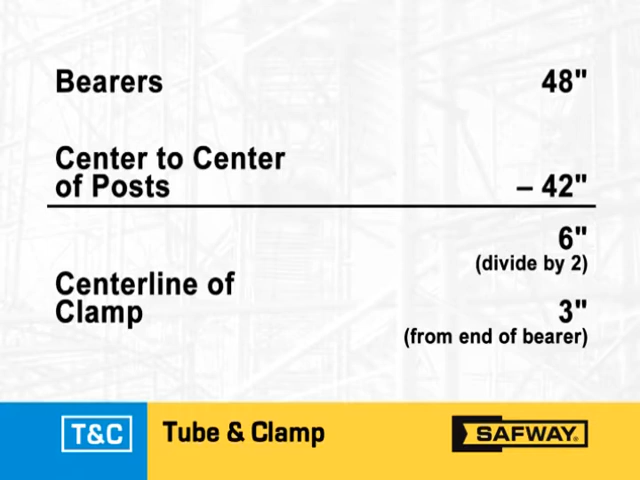 Bearers 48"
Center to Center
of Posts – 42"
6"
(divide by 2)
Centerline of
Clamp 3"
(from end of bearer)
T&C Tube & Clamp SAFWAY®